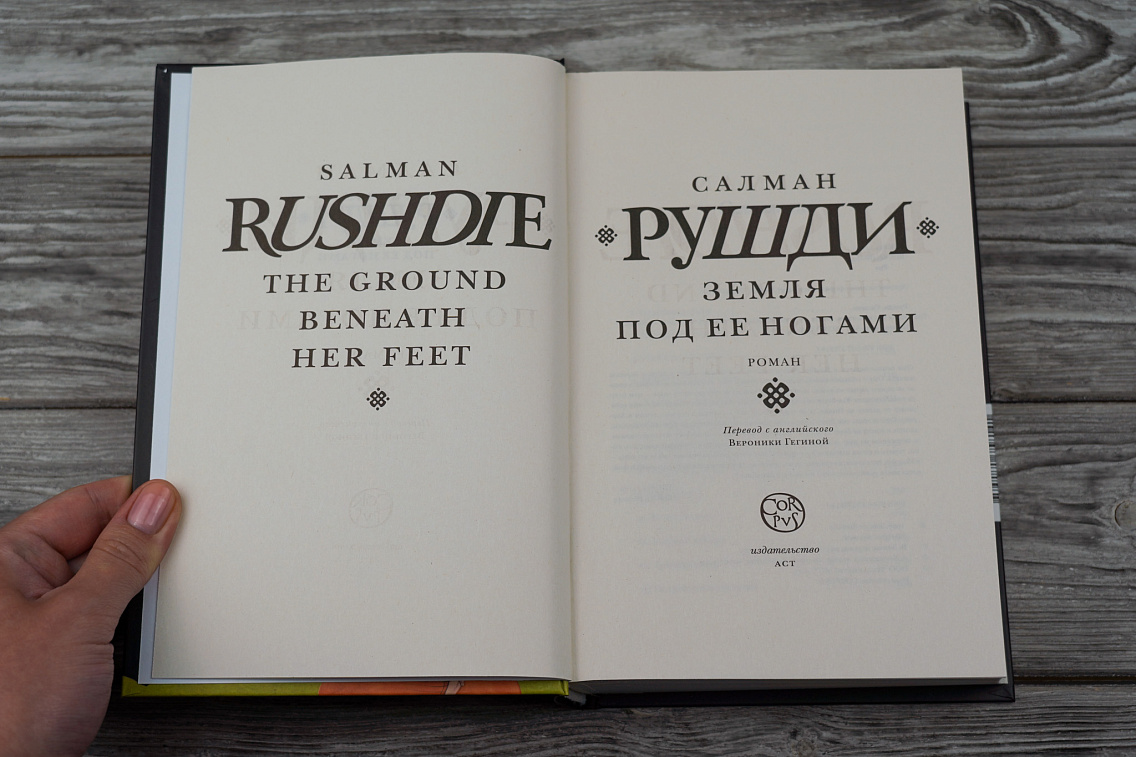 SALMAN
RUSHDIE
THE GROUND
BENEATH
HER FEET
САЛМАН
РУШДИ
ЗЕМЛЯ
ПОД ЕЕ НОГАМИ
РОМАН
Перевод с английского
Вероники Гегиной
CORPVS
издательство
АСТ